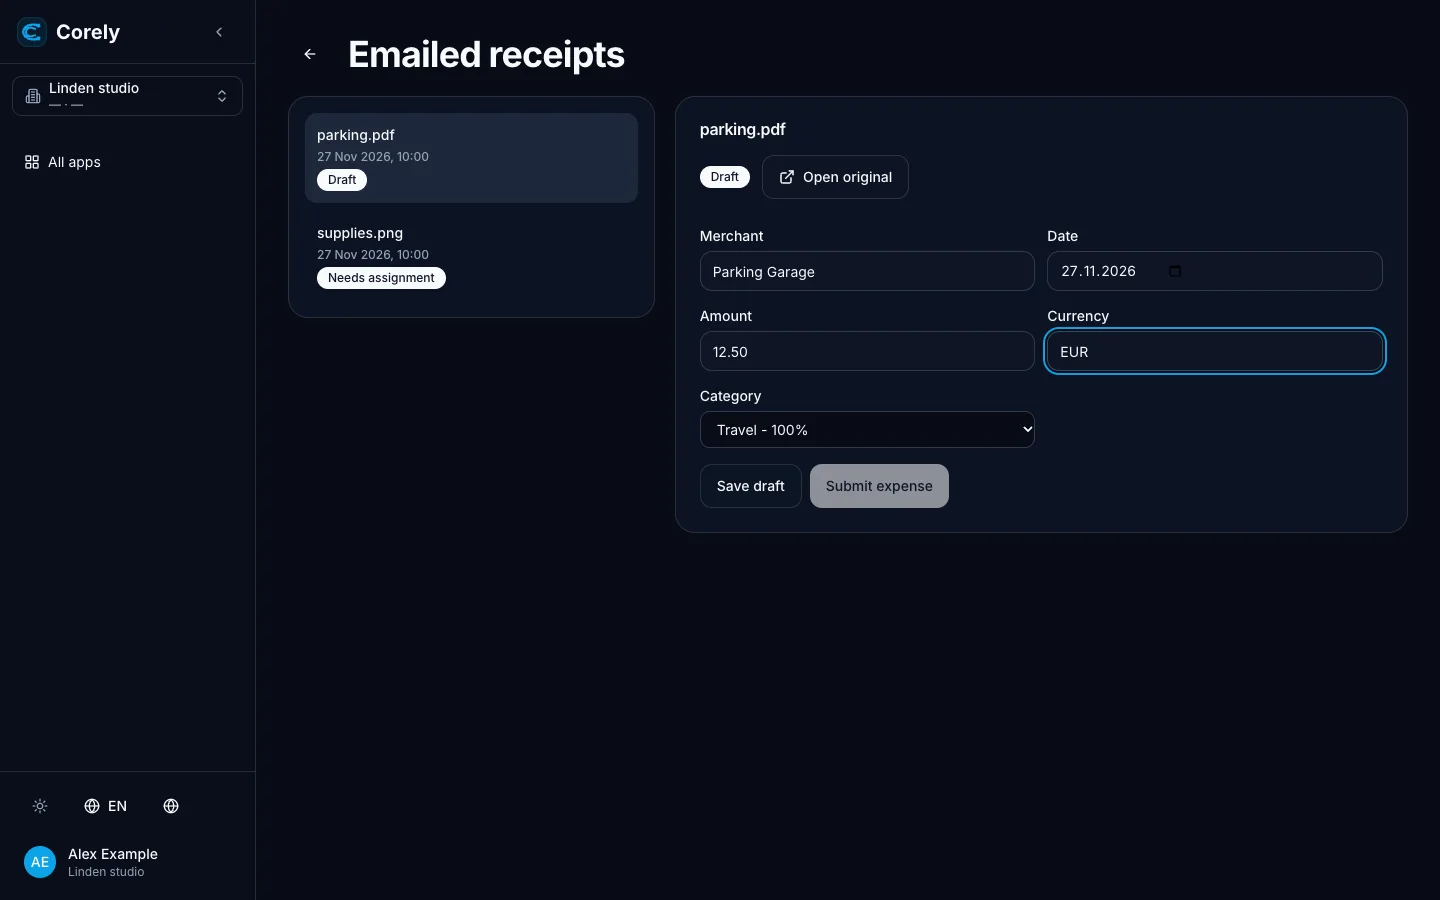 Corely
Linden studio
— · —
All apps
EN
AE
Alex Example
Linden studio
Emailed receipts
parking.pdf
27 Nov 2026, 10:00
Draft
supplies.png
27 Nov 2026, 10:00
Needs assignment
parking.pdf
Draft
Open original
Merchant
Parking Garage
Date
27.11.2026
Amount
12.50
Currency
EUR
Category
Travel - 100%
Save draft
Submit expense